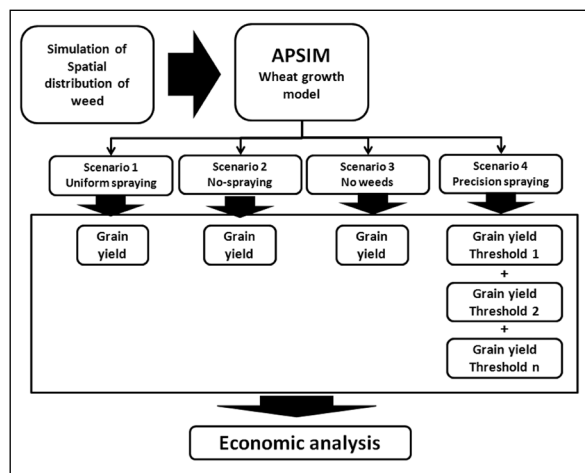 Simulation of
Spatial
distribution of
weed
APSIM
Wheat growth
model
Scenario 1
Uniform spraying
Scenario 2
No-spraying
Scenario 3
No weeds
Scenario 4
Precision spraying
Grain
yield
Grain
yield
Grain
yield
Grain yield
Threshold 1
+
Grain yield
Threshold 2
+
Grain yield
Threshold n
Economic analysis